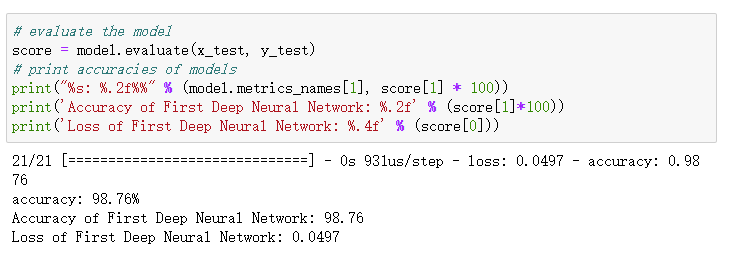 # evaluate the model
score = model.evaluate(x_test, y_test)
# print accuracies of models
print("%s: %.2f%%" % (model.metrics_names[1], score[1] * 100))
print('Accuracy of First Deep Neural Network: %.2f' % (score[1]*100))
print('Loss of First Deep Neural Network: %.4f' % (score[0]))
21/21 [==============================] - 0s 931us/step - loss: 0.0497 - accuracy: 0.98
76
accuracy: 98.76%
Accuracy of First Deep Neural Network: 98.76
Loss of First Deep Neural Network: 0.0497